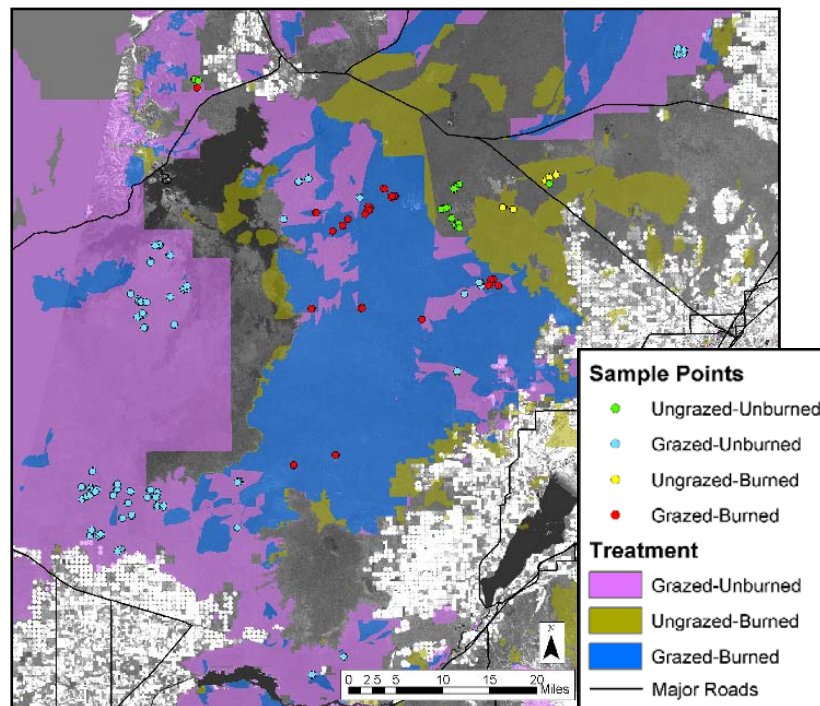 Sample Points
Ungrazed-Unburned
Grazed-Unburned
Ungrazed-Burned
Grazed-Burned
Treatment
Grazed-Unburned
Ungrazed-Burned
Grazed-Burned
Major Roads
N
0 2.5 5 10 15 20
Miles